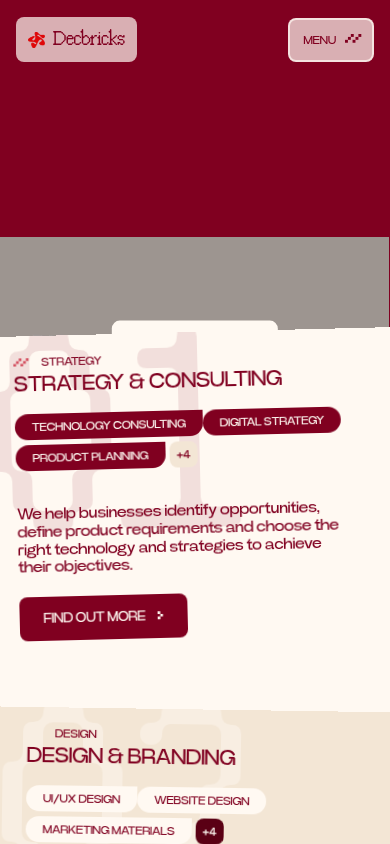 Decbricks
MENU
01
STRATEGY
STRATEGY & CONSULTING
TECHNOLOGY CONSULTING
DIGITAL STRATEGY
PRODUCT PLANNING
+4
We help businesses identify opportunities,
define product requirements and choose the
right technology and strategies to achieve
their objectives.
FIND OUT MORE
DESIGN
DESIGN & BRANDING
UI/UX DESIGN
WEBSITE DESIGN
MARKETING MATERIALS
+4